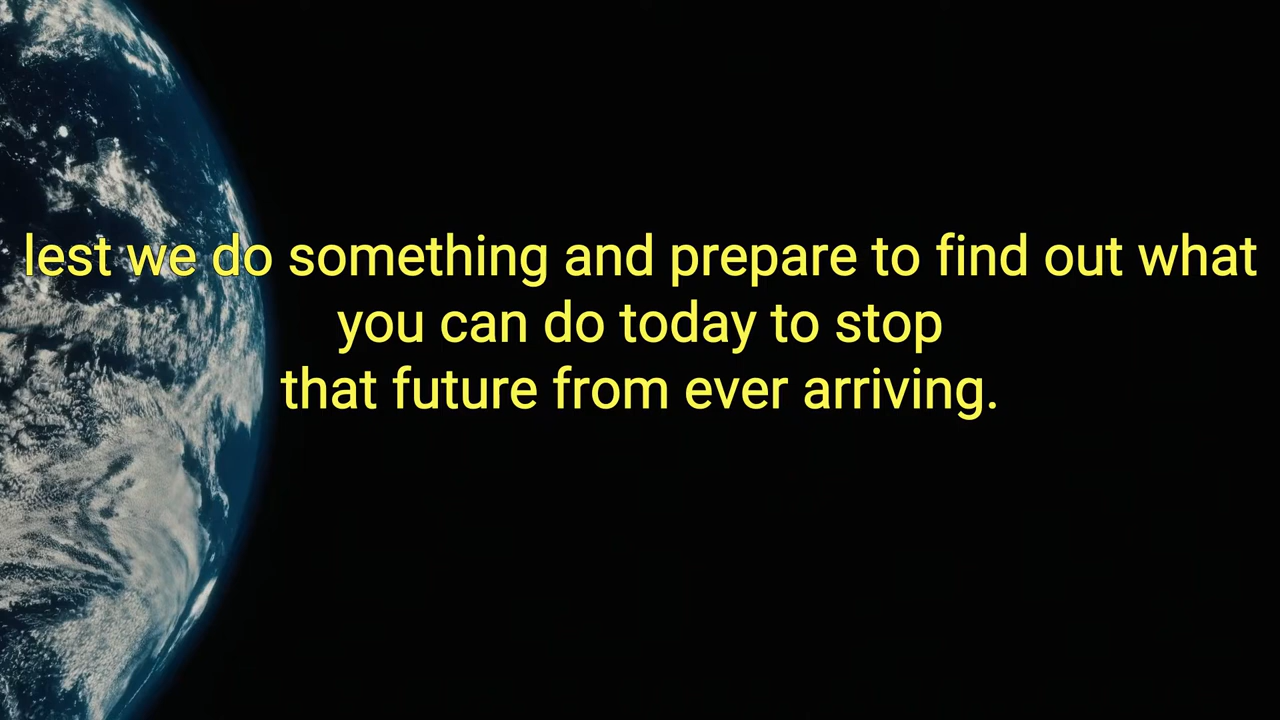 lest we do something and prepare to find out what
you can do today to stop
that future from ever arriving.